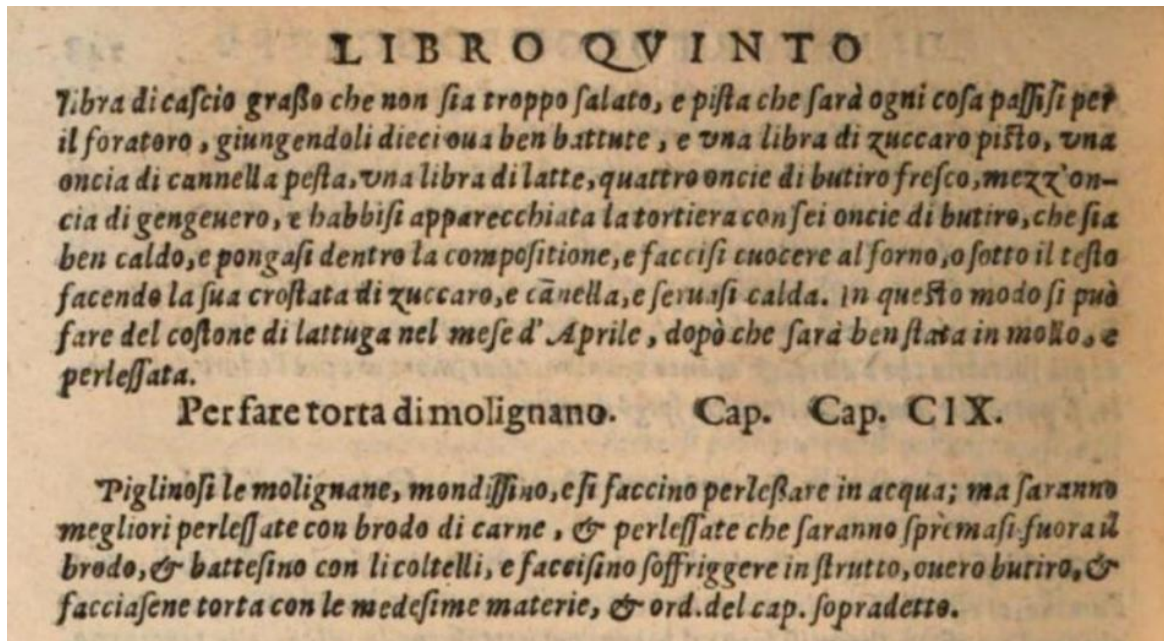 LIBRO QVINTO
libra di caſcio graßo che non ſia troppo ſalato, e piſta che ſarà ogni coſa paſſiſi per
il foratoro, giungendoli dieci oua ben battute, e vna libra di zuccaro piſto, vna
oncia di cannella peſta, vna libra di latte, quattro oncie di butiro freſco, mezz'on-
cia di gengeuero, e habbiſi apparecchiata la tortiera con ſei oncie di butiro, che ſia
ben caldo, e pongaſi dentro la compoſitione, e facciſi cuocere al forno, o ſotto il teſto
facendo la ſua croſtata di zuccaro, e cãnella, e ſeruaſi calda. In queſto modo ſi può
fare del coſtone di lattuga nel meſe d' Aprile, dopò che ſarà ben ſtata in mollo, e
perleſſata.
Per fare torta di molignano. Cap. Cap. CIX.
Piglinoſi le molignane, mondiſſino, e ſi faccino perleßare in acqua; ma ſaranno
megliori perleſſate con brodo di carne, & perleſſate che ſaranno sprèmaſi fuora il
brodo, & batteſino con li coltelli, e facciſino ſoffriggere in ſtrutto, ouero butiro, &
facciaſene torta con le medeſime materie, & ord. del cap. ſopradetto.